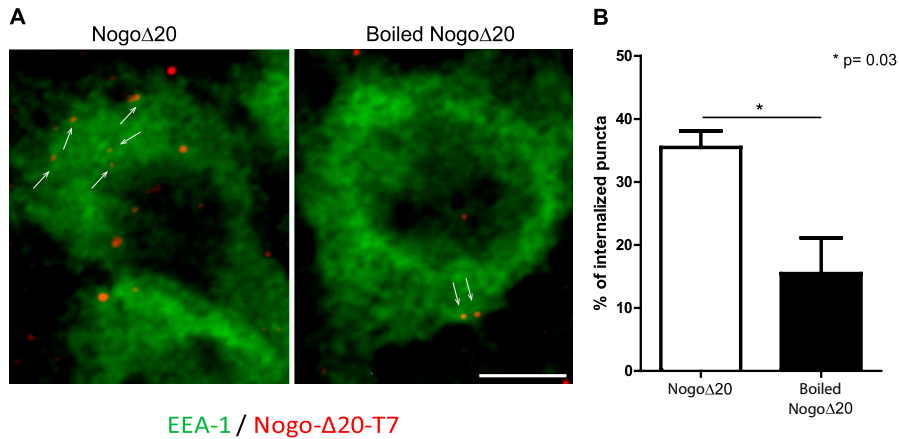 A
NogoΔ20
Boiled NogoΔ20
EEA-1 / Nogo-Δ20-T7
B
* p= 0.03
*
% of internalized puncta
50
40
30
20
10
0
NogoΔ20
Boiled
NogoΔ20